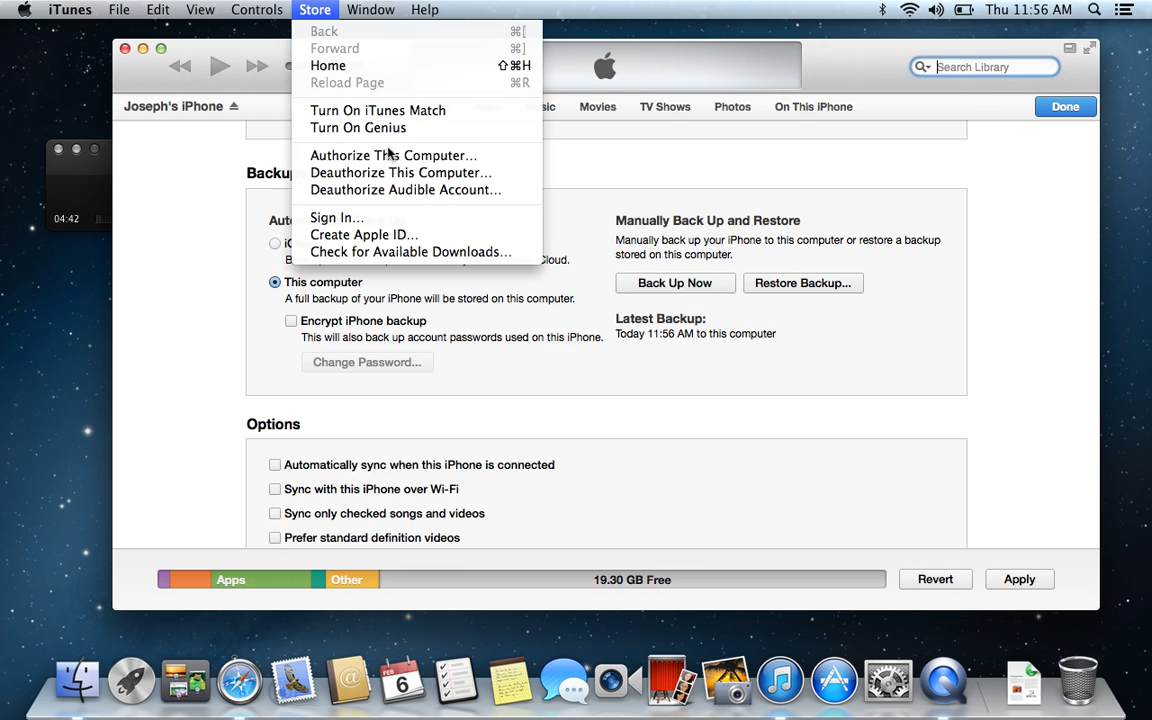 iTunes File Edit View Controls Store Window Help Thu 11:56 AM
Back ⌘[
Forward ⌘]
Home ⇧⌘H
Reload Page ⌘R
Turn On iTunes Match
Turn On Genius
Authorize This Computer...
Deauthorize This Computer...
Deauthorize Audible Account...
Sign In...
Create Apple ID...
Check for Available Downloads...
Search Library
Joseph's iPhone Movies TV Shows Photos On This iPhone Done
04:42
Manually Back Up and Restore
Manually back up your iPhone to this computer or restore a backup
stored on this computer.
Back Up Now Restore Backup...
Latest Backup:
Today 11:56 AM to this computer
This computer
A full backup of your iPhone will be stored on this computer.
Encrypt iPhone backup
This will also back up account passwords used on this iPhone.
Change Password...
Options
Automatically sync when this iPhone is connected
Sync with this iPhone over Wi-Fi
Sync only checked songs and videos
Prefer standard definition videos
Apps Other 19.30 GB Free Revert Apply
FEB
6